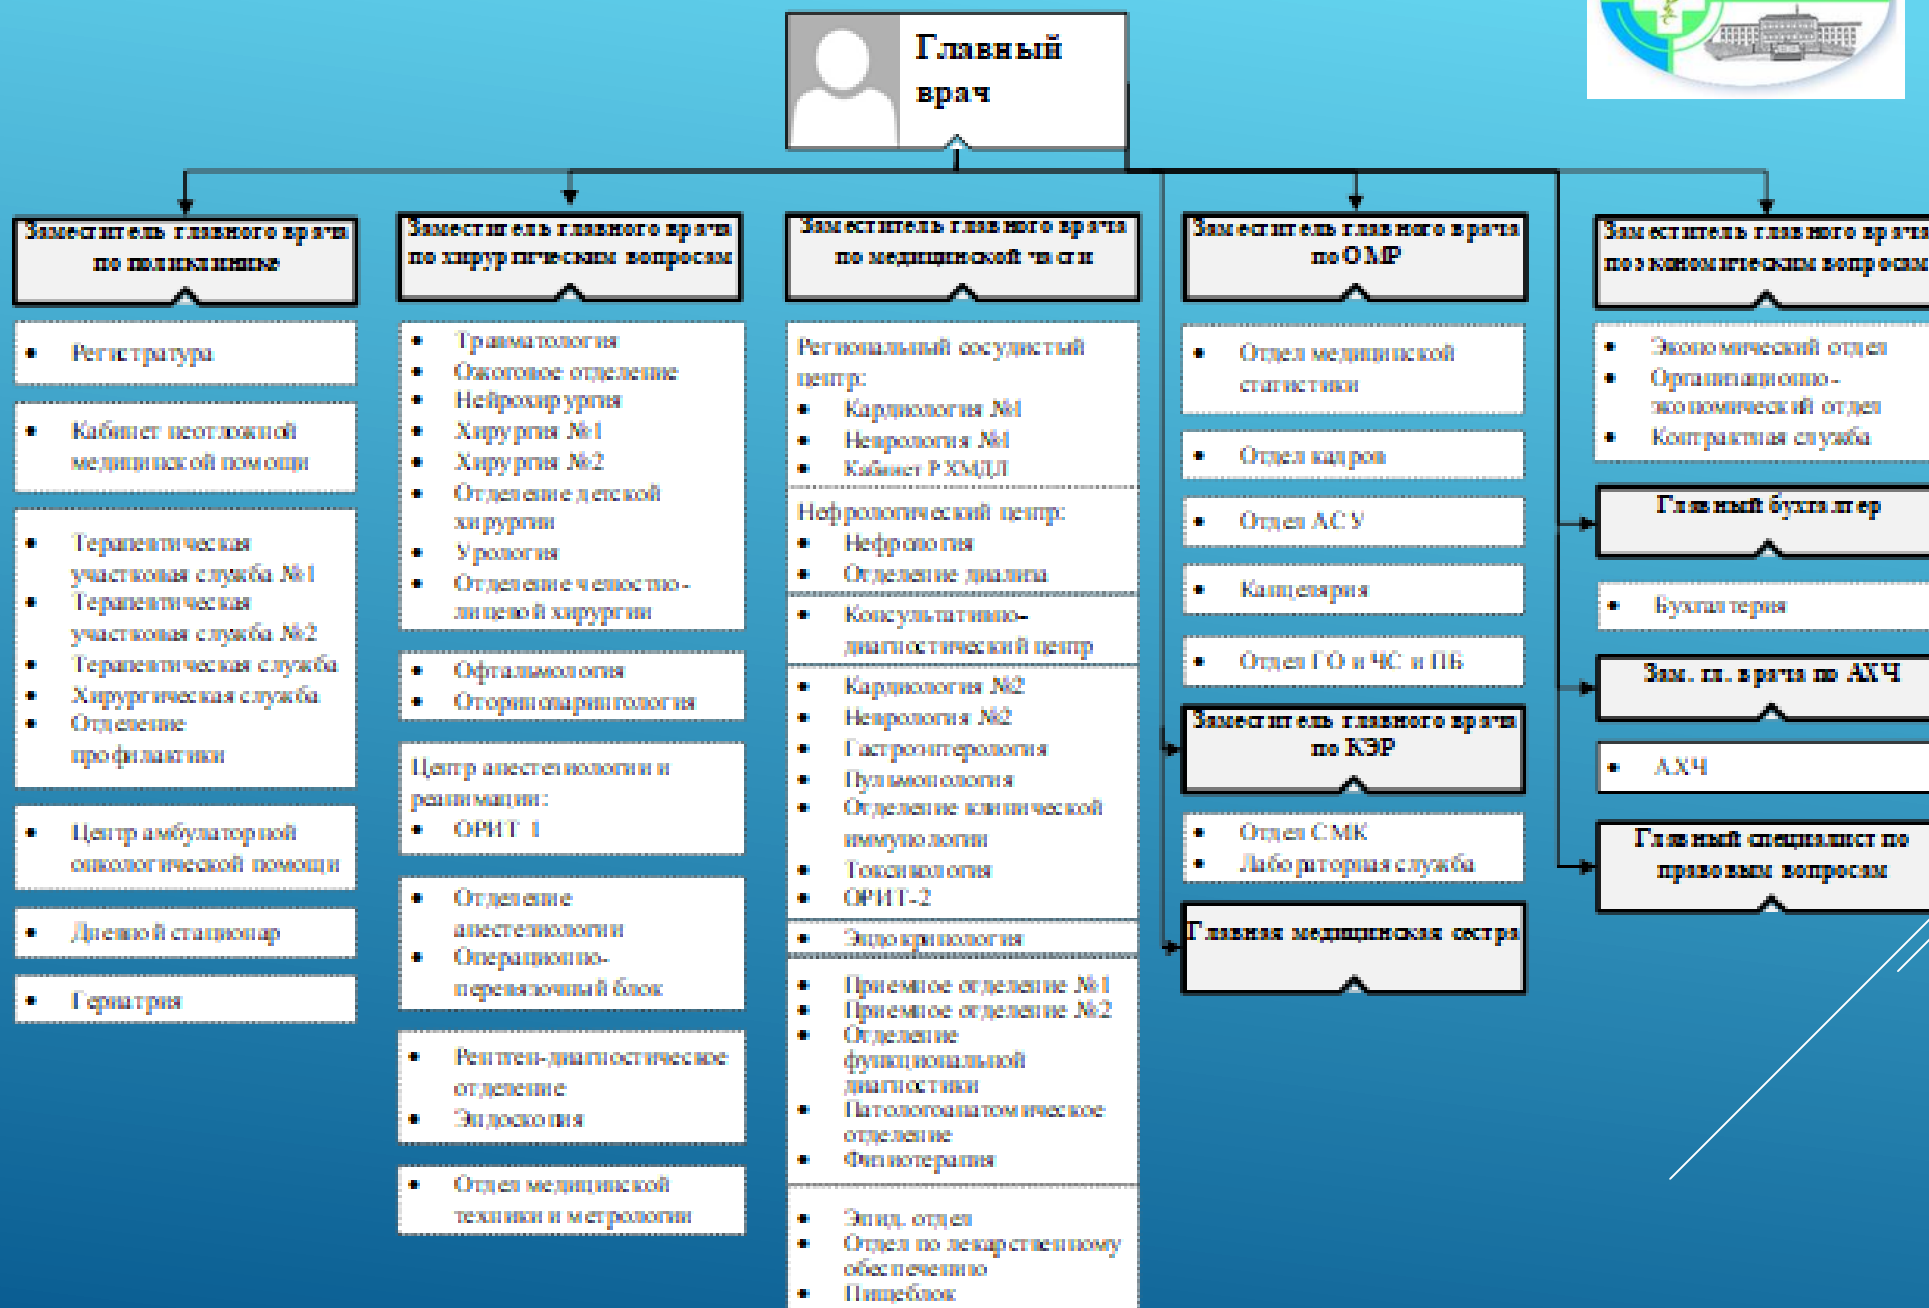 Главный
врач
Заместитель главного врача
по поликлинике
• Регистратура
• Кабинет неотложной
медицинской помощи
• Терапевтическая
участковая служба №1
• Терапевтическая
участковая служба №2
• Терапевтическая служба
• Хирургическая служба
• Отделение
профилактики
• Центр амбулаторной
онкологической помощи
• Дневной стационар
• Гериатрия
Заместитель главного врача
по хирургическим вопросам
• Травматология
• Ожоговое отделение
• Нейрохирургия
• Хирургия №1
• Хирургия №2
• Отделение детской
хирургии
• Урология
• Отделение челюстно-
лицевой хирургии
• Офтальмология
• Оториноларингология
Центр анестезиологии и
реанимации:
• ОРИТ 1
• Отделение
анестезиологии
• Операционно-
перевязочный блок
• Рентген-диагностическое
отделение
• Эндоскопия
• Отдел медицинской
техники и метрологии
Заместитель главного врача
по медицинской части
Региональный сосудистый
центр:
• Кардиология №1
• Неврология №1
• Кабинет РХМДЛ
Нефрологический центр:
• Нефрология
• Отделение диализа
• Консультативно-
диагностический центр
• Кардиология №2
• Неврология №2
• Гастроэнтерология
• Пульмонология
• Отделение клинической
иммунологии
• Токсикология
• ОРИТ-2
• Эндокринология
• Приемное отделение №1
• Приемное отделение №2
• Отделение
функциональной
диагностики
• Патологоанатомическое
отделение
• Физиотерапия
• Эпид. отдел
• Отдел по лекарственному
обеспечению
• Пищеблок
Заместитель главного врача
по ОМР
• Отдел медицинской
статистики
• Отдел кадров
• Отдел АСУ
• Канцелярия
• Отдел ГО и ЧС и ПБ
Заместитель главного врача
по КЭР
• Отдел СМК
• Лабораторная служба
Главная медицинская сестра
Заместитель главного врача
по экономическим вопросам
• Экономический отдел
• Организационно-
экономический отдел
• Контрактная служба
Главный бухгалтер
• Бухгалтерия
Зам. гл. врача по АХЧ
• АХЧ
Главный специалист по
правовым вопросам